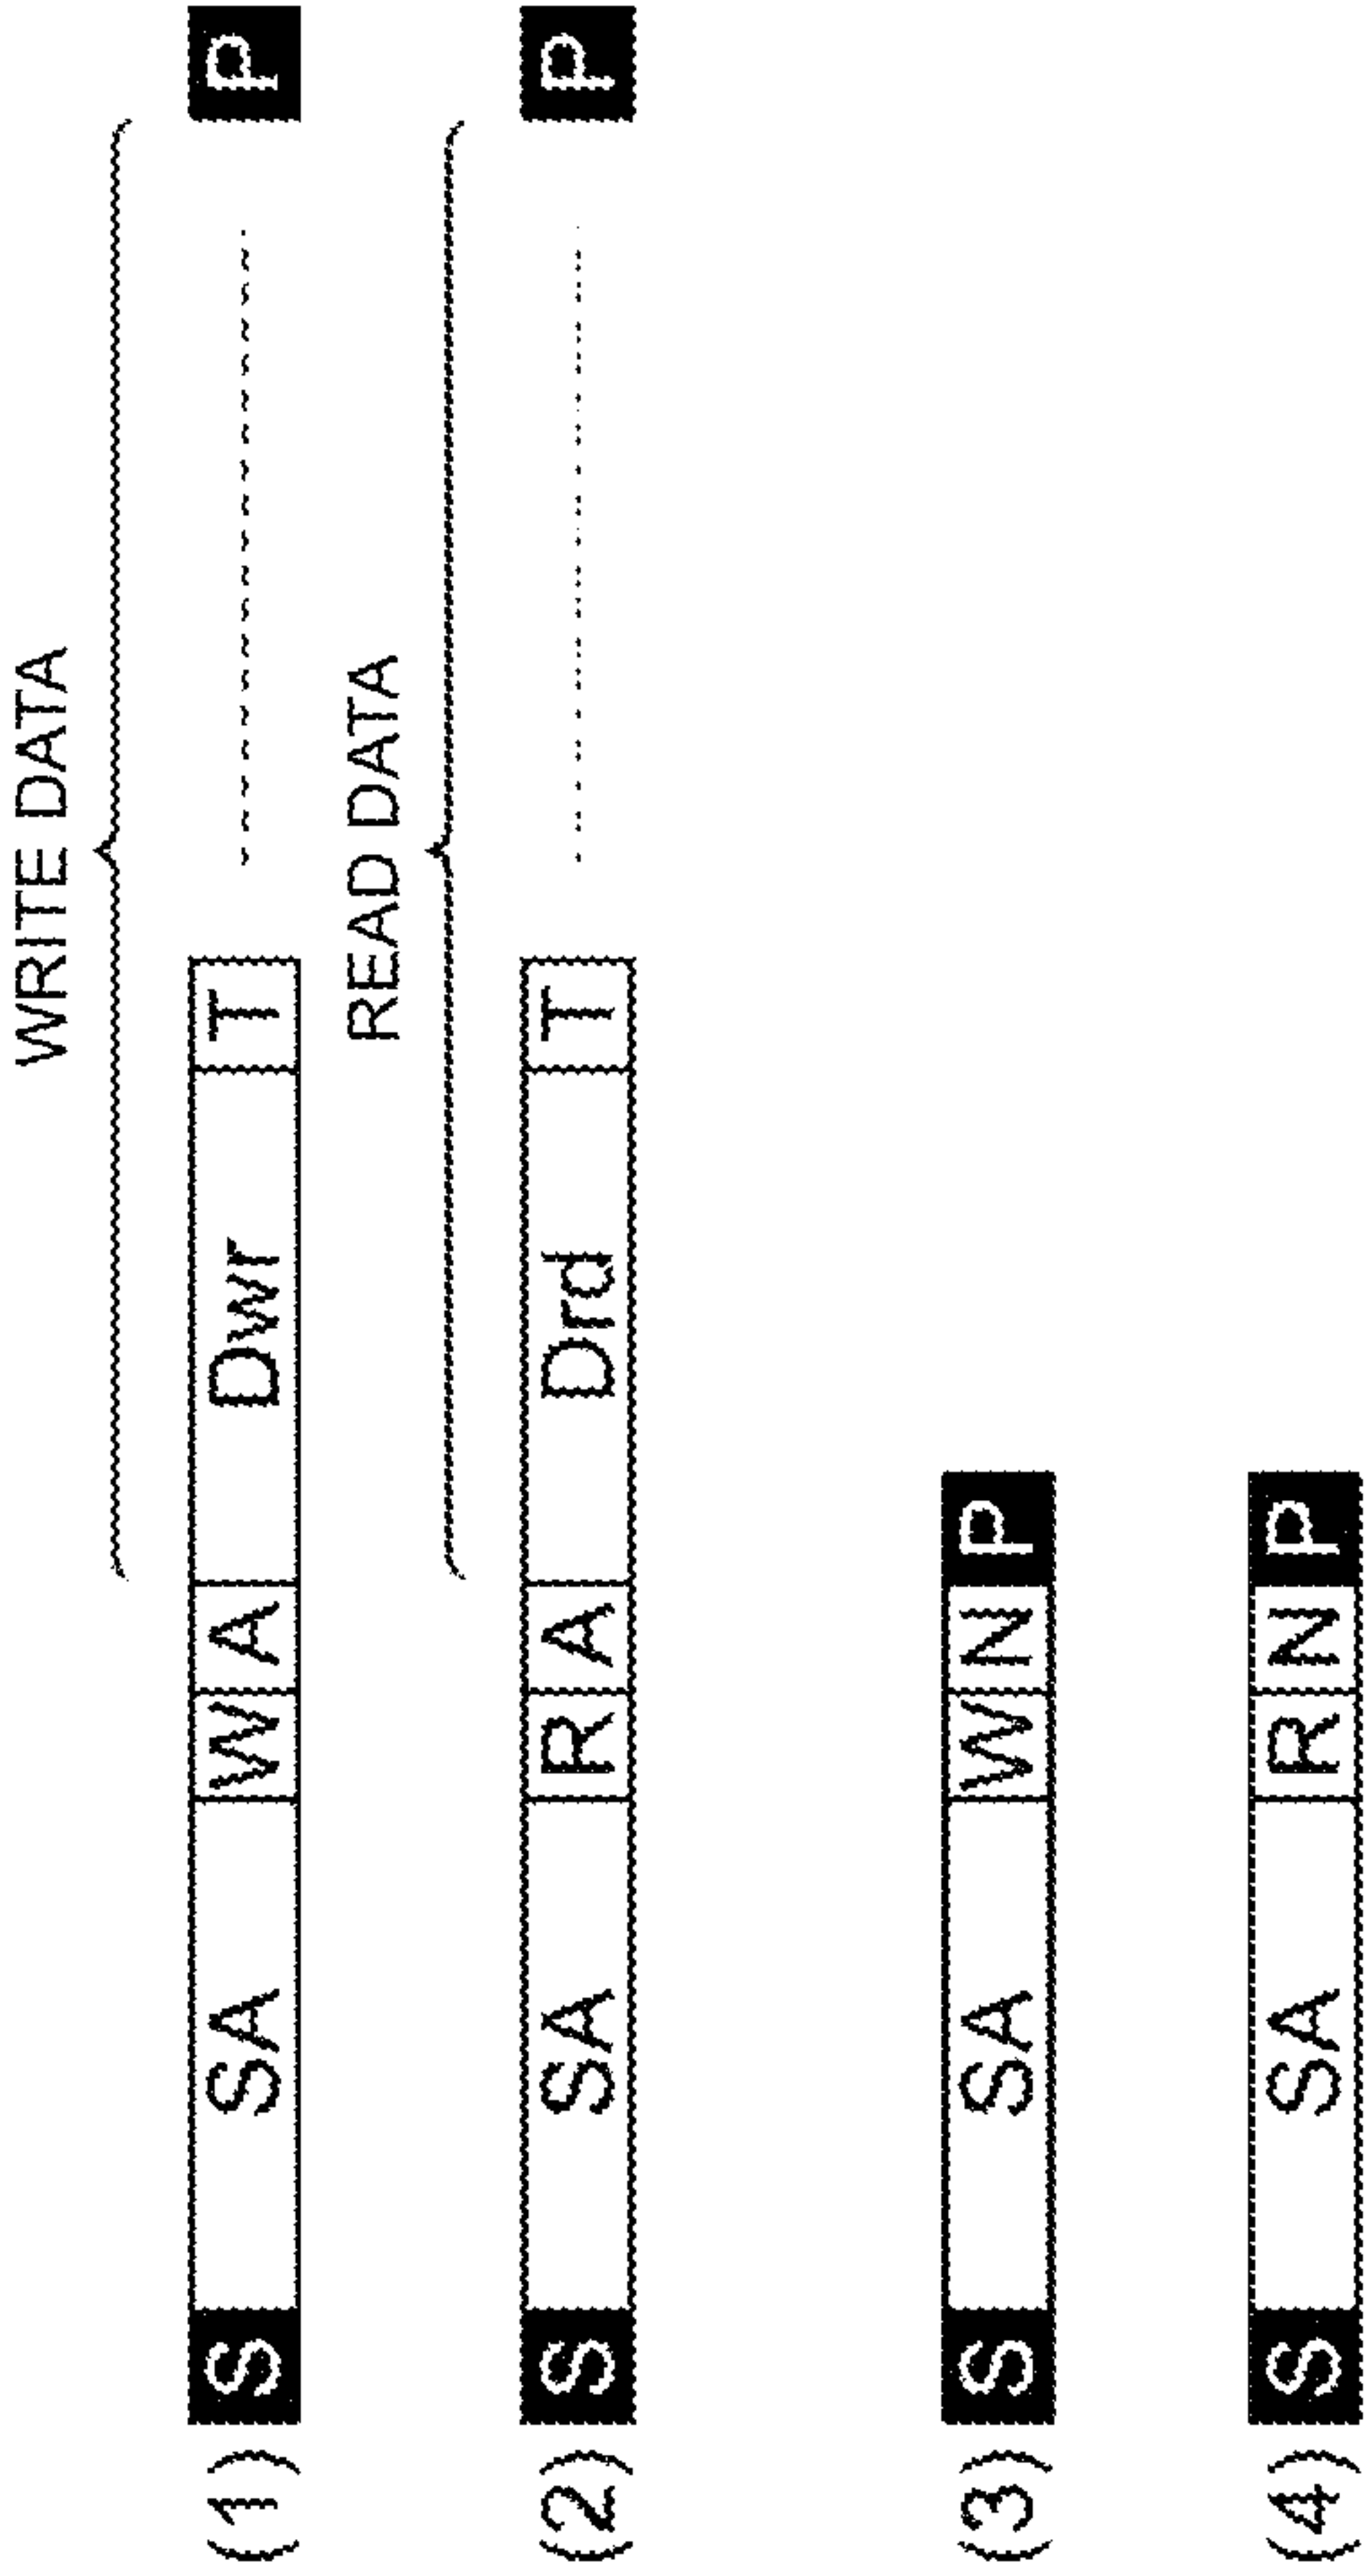 WRITE DATA
(1) S SA W A Dwr T P
READ DATA
(2) S SA R A Drd T P
(3) S SA W N P
(4) S SA R N P